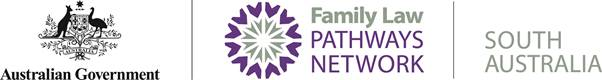 Australian Government
Family Law
PATHWAYS
NETWORK
SOUTH
AUSTRALIA